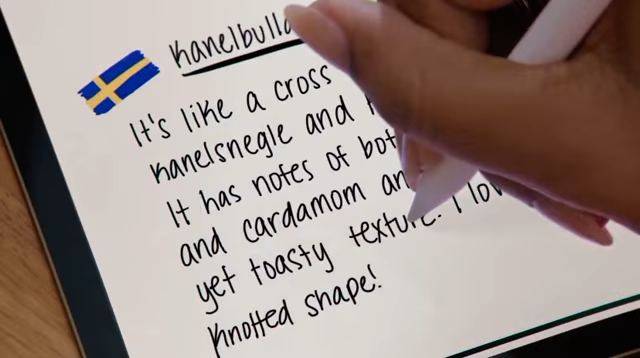 kanelbulla
It's like a cross
kanelsnegle and
It has notes of bot
and cardamom an
yet toasty texture. I lov
knotted shape!